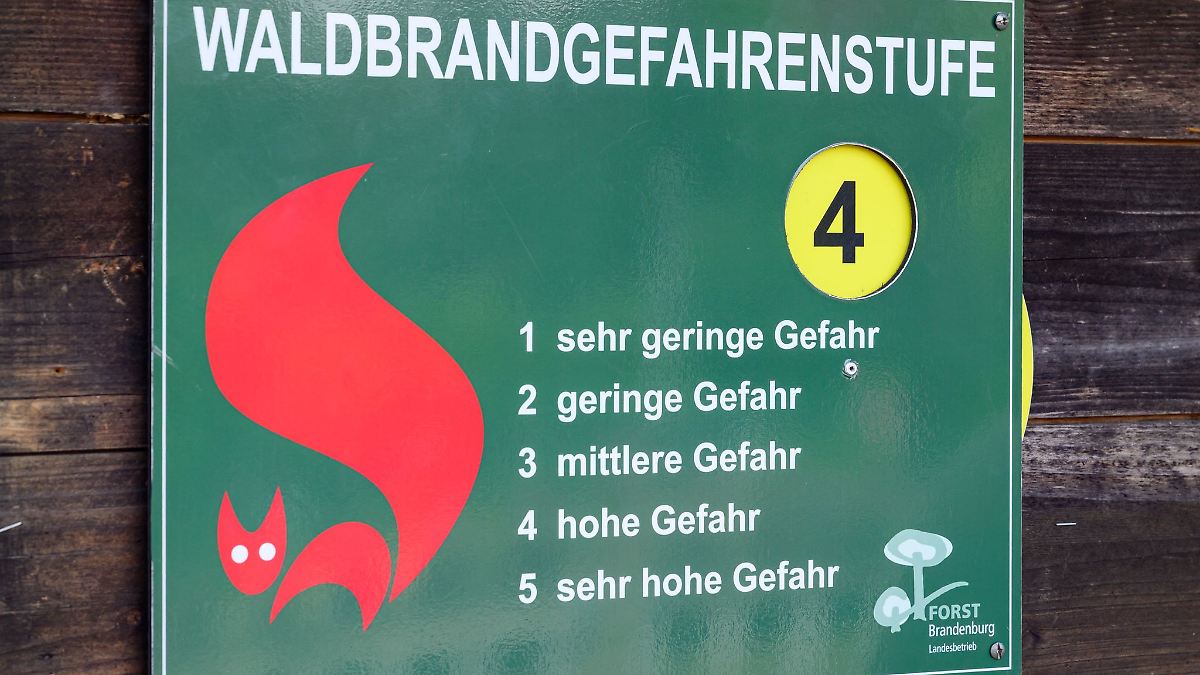 WALDBRANDGEFAHRENSTUFE
4
1 sehr geringe Gefahr
2 geringe Gefahr
3 mittlere Gefahr
4 hohe Gefahr
5 sehr hohe Gefahr
FORST
Brandenburg
Landesbetrieb